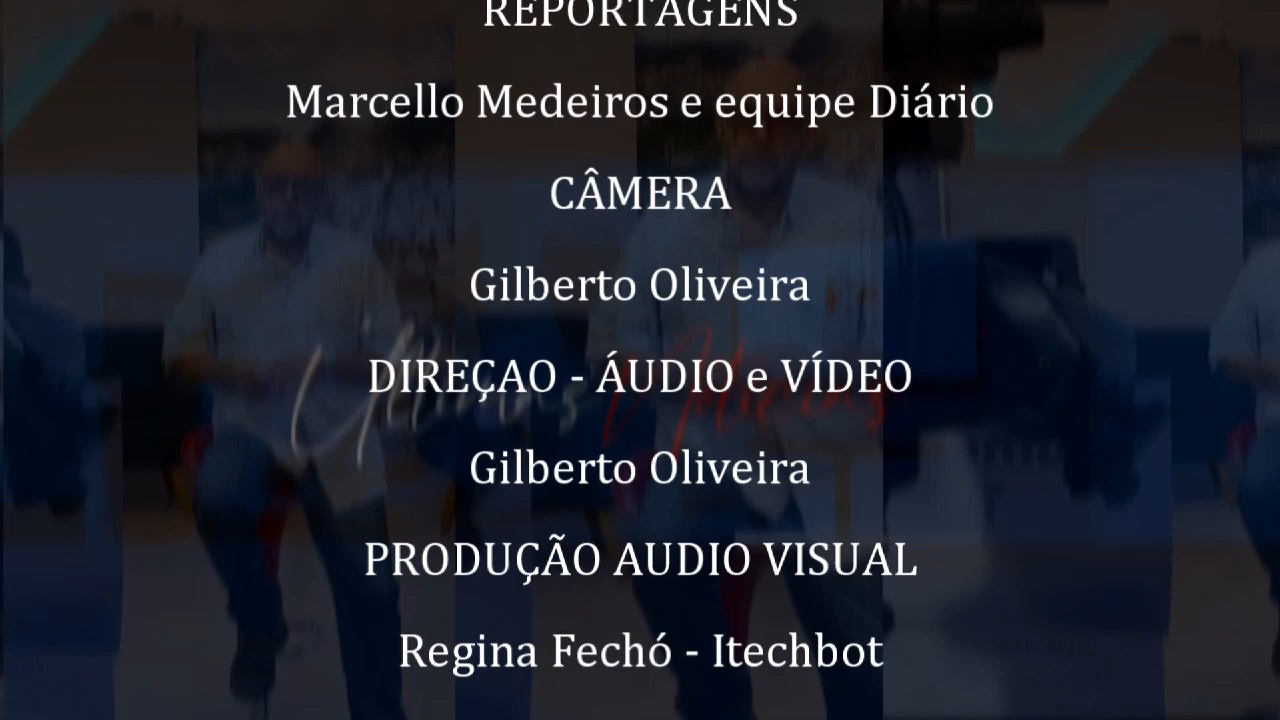 REPORTAGENS
Marcello Medeiros e equipe Diário
CÂMERA
Gilberto Oliveira
DIREÇAO - ÁUDIO e VÍDEO
Gilberto Oliveira
PRODUÇÃO AUDIO VISUAL
Regina Fechó - Itechbot